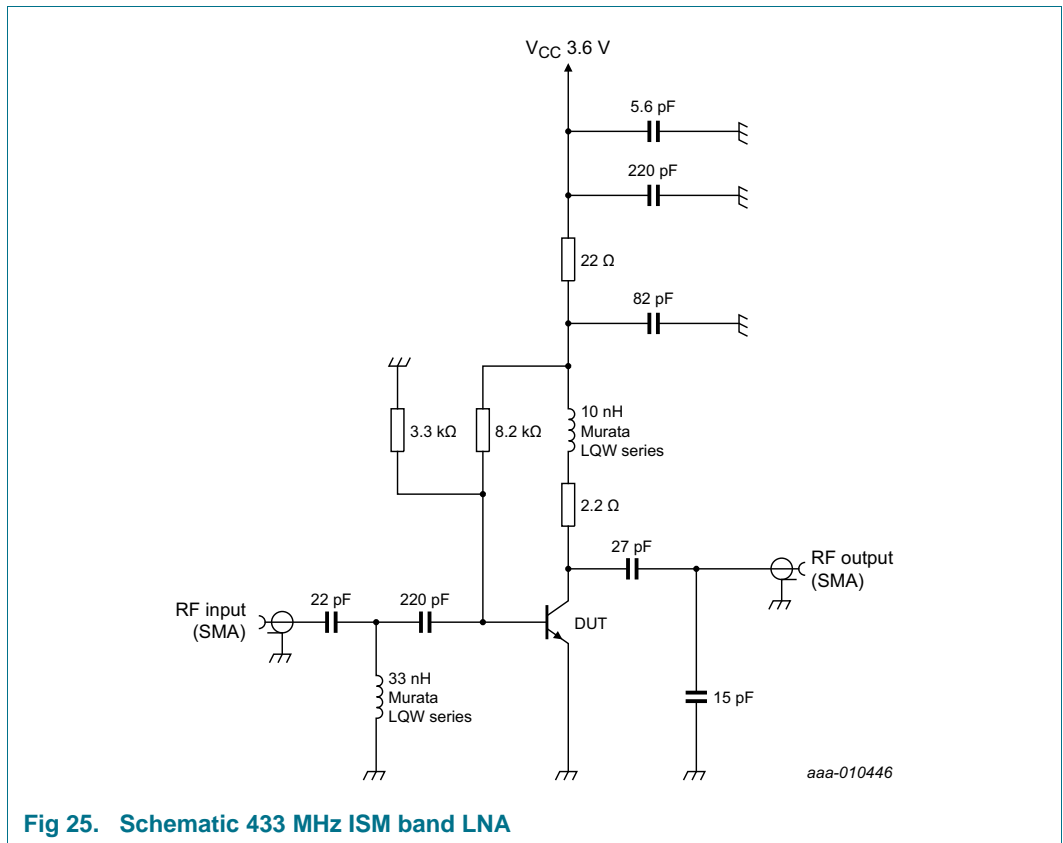 VCC 3.6 V
5.6 pF
220 pF
22 Ω
82 pF
10 nH
Murata
LQW series
3.3 kΩ
8.2 kΩ
2.2 Ω
27 pF
RF output
(SMA)
RF input
(SMA)
22 pF
220 pF
DUT
33 nH
Murata
LQW series
15 pF
aaa-010446
Fig 25. Schematic 433 MHz ISM band LNA